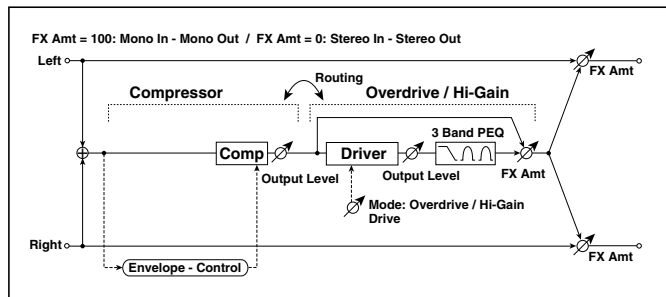 FX Amt = 100: Mono In - Mono Out / FX Amt = 0: Stereo In - Stereo Out
Left
FX Amt
Routing
Compressor
Overdrive / Hi-Gain
3 Band PEQ
Comp
Driver
Output Level
Output Level
FX Amt
Mode: Overdrive / Hi-Gain
Drive
Right
FX Amt
Envelope - Control